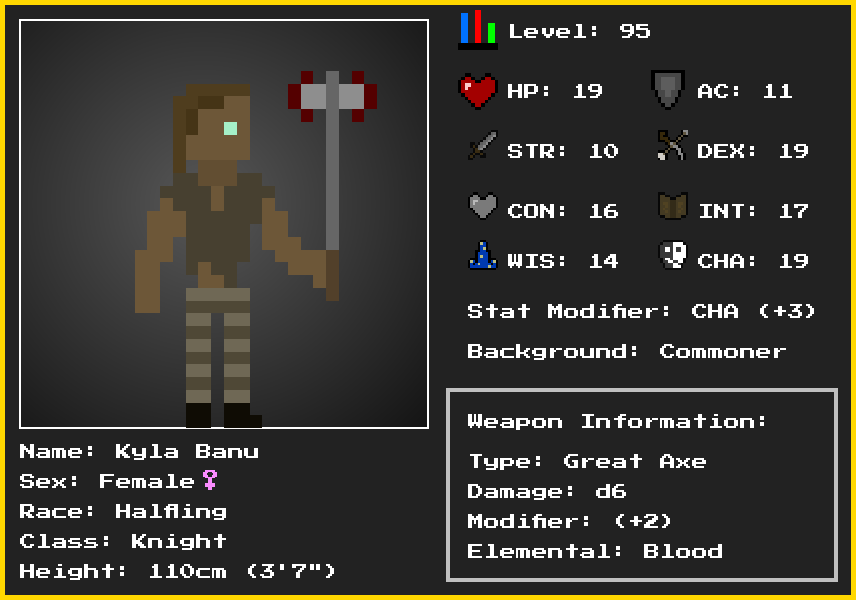 Level: 95
HP: 19
AC: 11
STR: 10
DEX: 19
CON: 16
INT: 17
WIS: 14
CHA: 19
Stat Modifier: CHA (+3)
Background: Commoner
Weapon Information:
Type: Great Axe
Damage: d6
Modifier: (+2)
Elemental: Blood
Name: Kyla Banu
Sex: Female♀
Race: Halfling
Class: Knight
Height: 110cm (3'7")